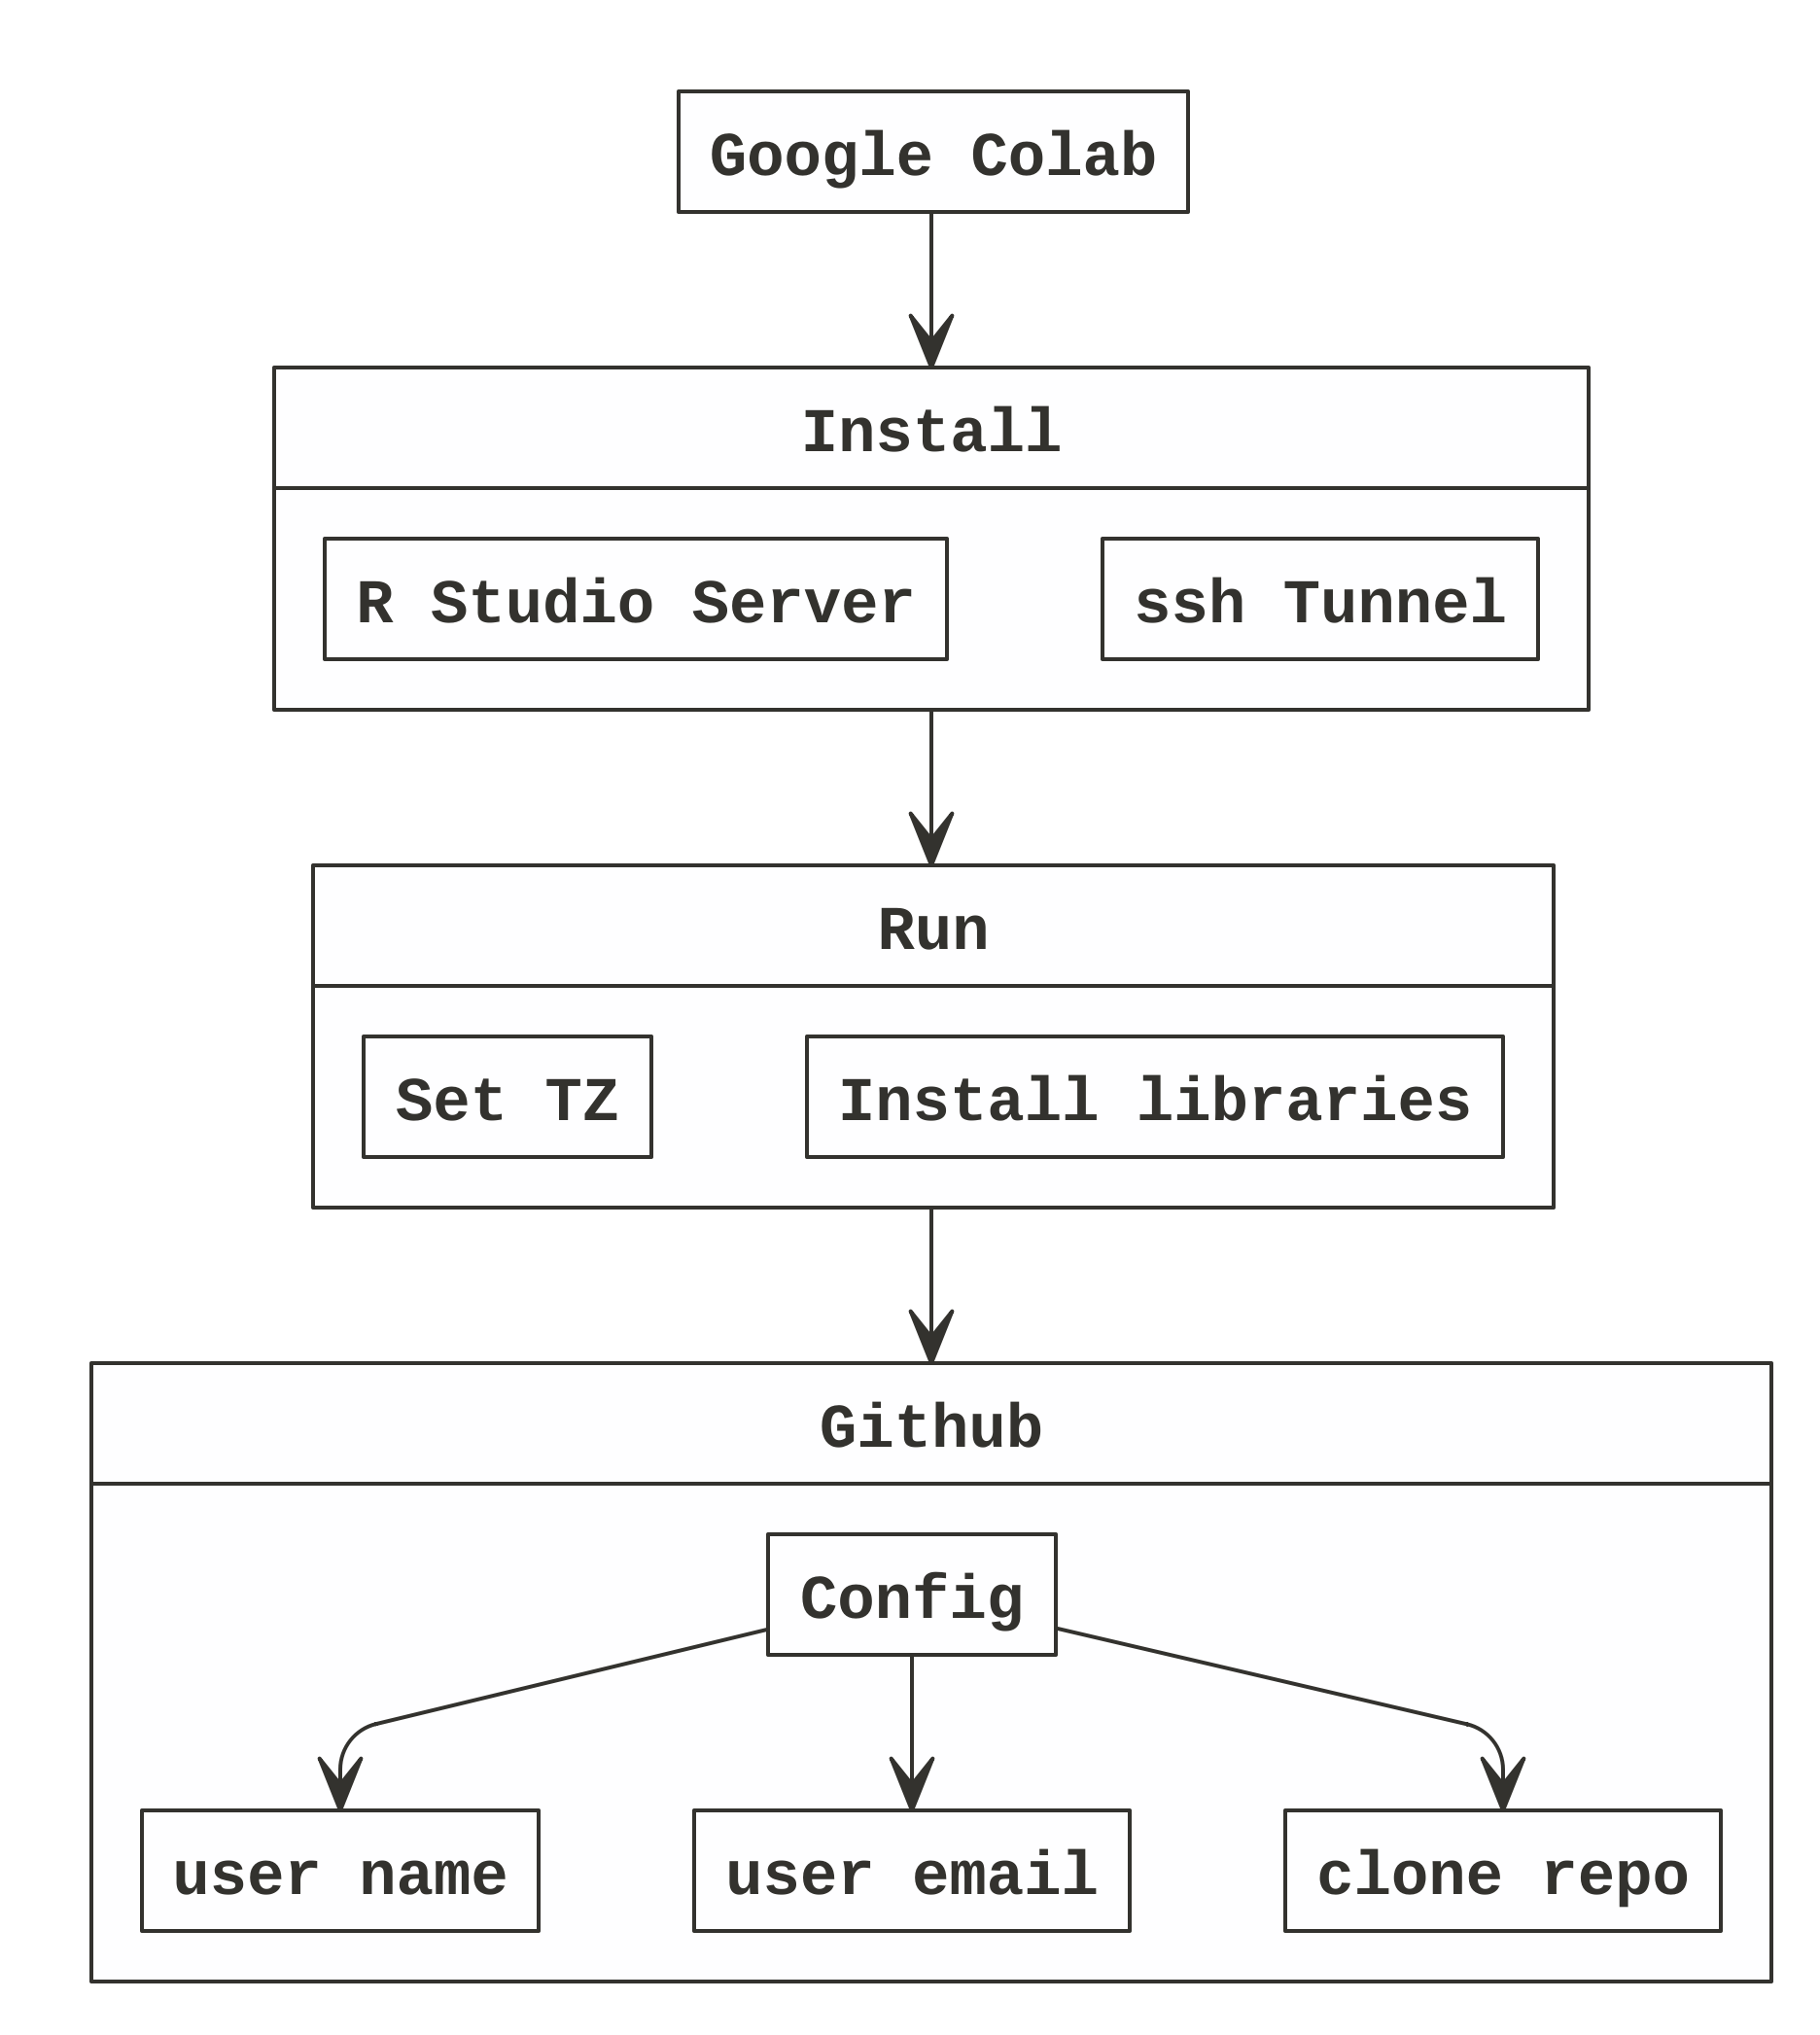 Google Colab
Install
R Studio Server
ssh Tunnel
Run
Set TZ
Install libraries
Github
Config
user name
user email
clone repo